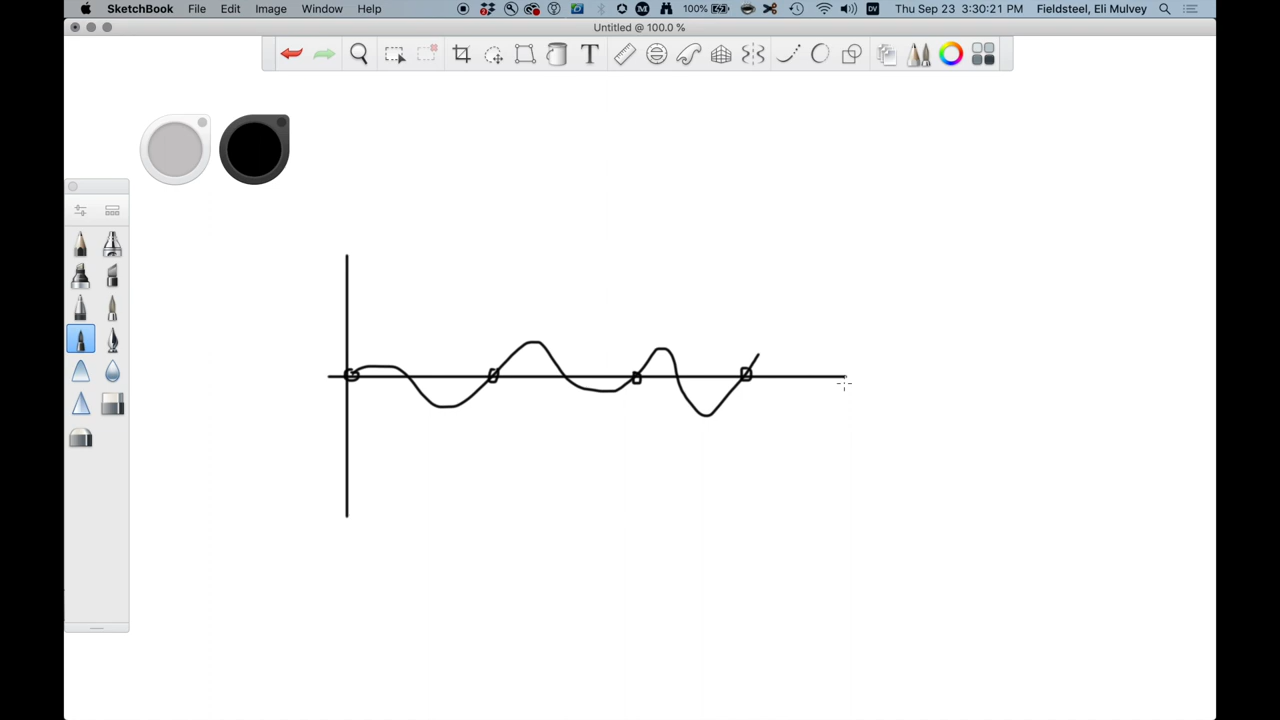 SketchBook File Edit Image Window Help 100% Thu Sep 23 3:30:21 PM Fieldsteel, Eli Mulvey
Untitled @ 100.0 %
T